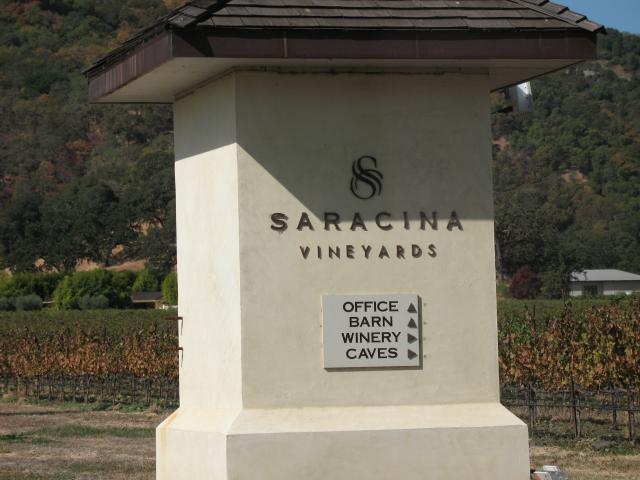 SARACINA
VINEYARDS
OFFICE
BARN
WINERY
CAVES